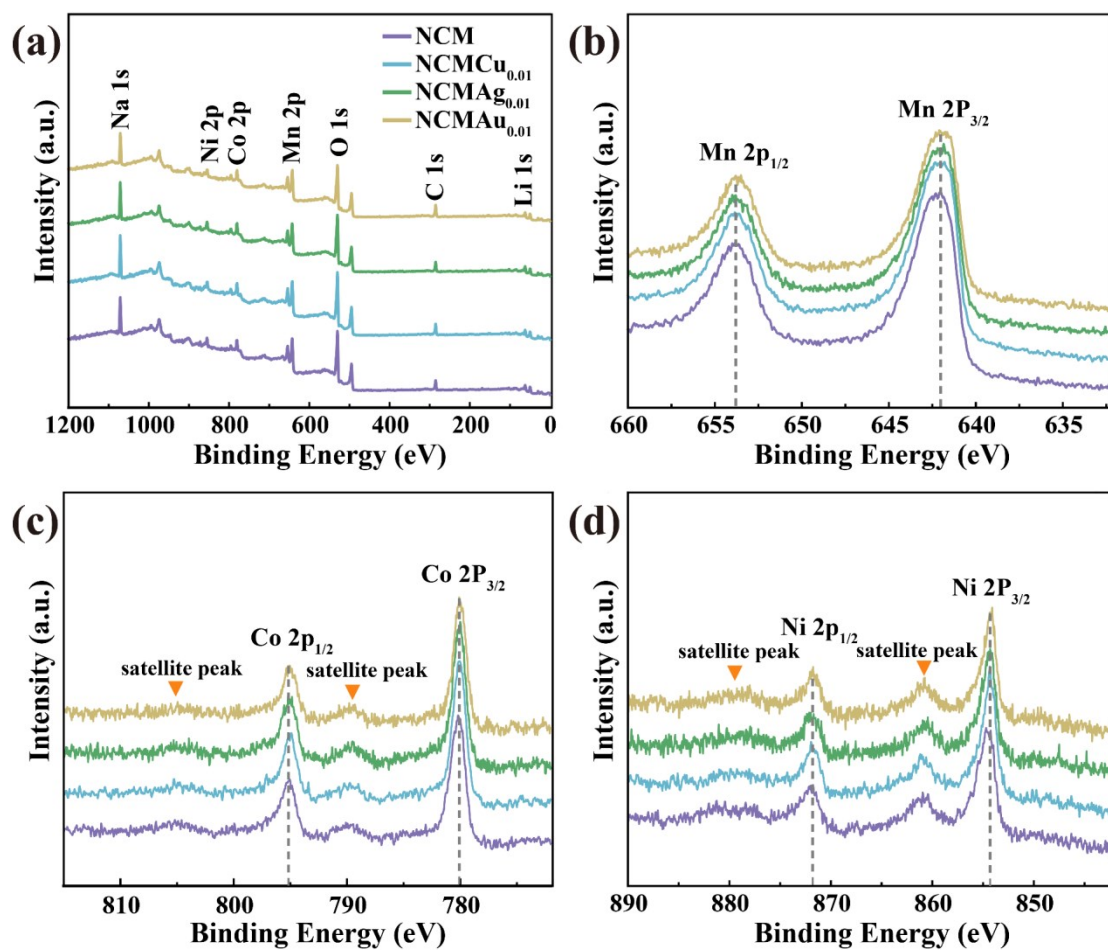 (a)
NCM
NCMCu0.01
NCMAg0.01
NCMAu0.01
Na 1s
Ni 2p
Co 2p
Mn 2p
O 1s
C 1s
Li 1s
Intensity (a.u.)
1200 1000 800 600 400 200 0
Binding Energy (eV)
(b)
Mn 2p1/2
Mn 2P3/2
Intensity (a.u.)
660 655 650 645 640 635
Binding Energy (eV)
(c)
Co 2P3/2
Co 2p1/2
satellite peak
satellite peak
Intensity (a.u.)
810 800 790 780
Binding Energy (eV)
(d)
Ni 2P3/2
Ni 2p1/2
satellite peak
satellite peak
Intensity (a.u.)
890 880 870 860 850
Binding Energy (eV)